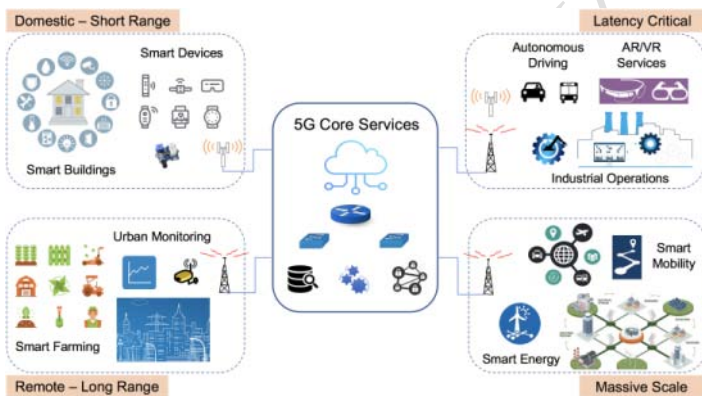 Domestic – Short Range
Latency Critical
Smart Devices
Smart Buildings
Autonomous
Driving
AR/VR
Services
Industrial Operations
5G Core Services
Urban Monitoring
Smart Farming
Smart
Mobility
Smart Energy
Remote – Long Range
Massive Scale